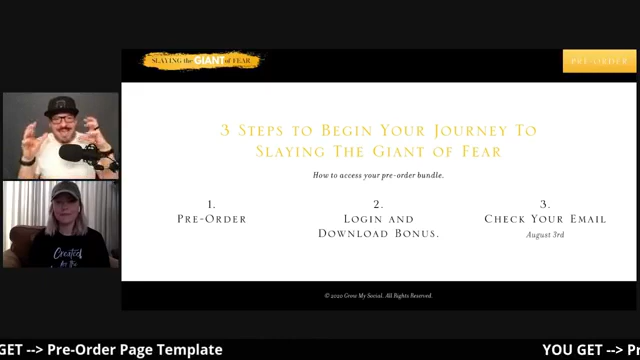 SLAYING the GIANT of FEAR
PRE-ORDER
3 Steps to Begin Your Journey To
Slaying The Giant of Fear
How to access your pre-order bundle.
1.
Pre-Order
2.
Login and
Download Bonus.
3.
Check Your Email
August 3rd
Created
© 2020 Grow My Social. All Rights Reserved.
GET --> Pre-Order Page Template
YOU GET --> Pr